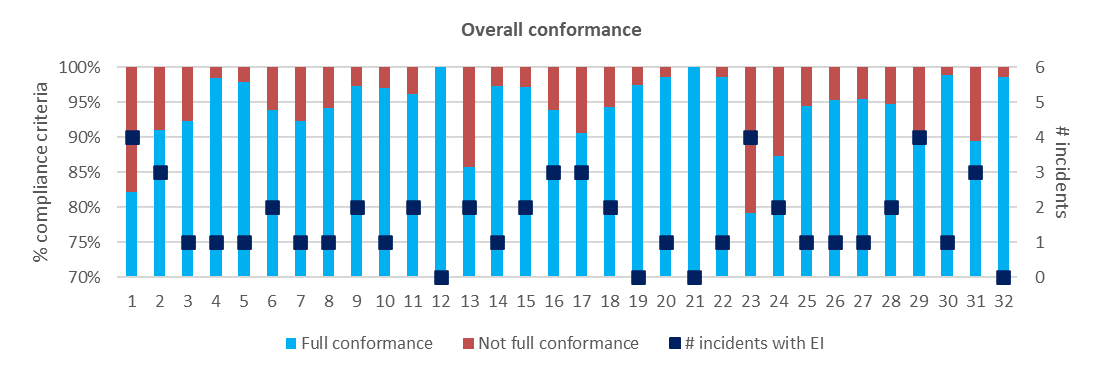 Overall conformance
% compliance criteria
100%
95%
90%
85%
80%
75%
70%
6
5
4
3
2
1
0
# incidents
1 2 3 4 5 6 7 8 9 10 11 12 13 14 15 16 17 18 19 20 21 22 23 24 25 26 27 28 29 30 31 32
Full conformance Not full conformance # incidents with EI